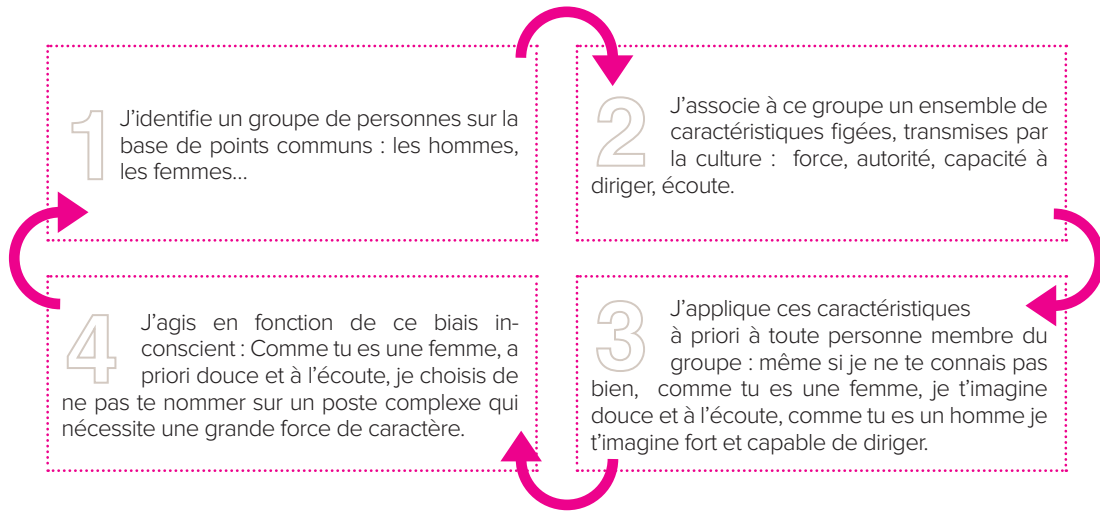 1
J’identifie un groupe de personnes sur la
base de points communs : les hommes,
les femmes…
2
J’associe à ce groupe un ensemble de
caractéristiques figées, transmises par
la culture : force, autorité, capacité à
diriger, écoute.
3
J’applique ces caractéristiques
à priori à toute personne membre du
groupe : même si je ne te connais pas
bien, comme tu es une femme, je t’imagine
douce et à l’écoute, comme tu es un homme je
t’imagine fort et capable de diriger.
4
J’agis en fonction de ce biais in-
conscient : Comme tu es une femme, a
priori douce et à l’écoute, je choisis de
ne pas te nommer sur un poste complexe qui
nécessite une grande force de caractère.